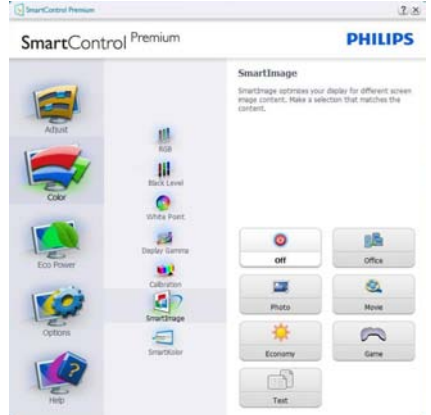 SmartControl Premium
SmartControl Premium
PHILIPS
Adjust
Color
Eco Power
Options
Help
RGB
Black Level
White Point
Display Gamma
Calibration
SmartImage
SmartKolor
SmartImage
SmartImage optimizes your display for different screen
image content. Make a selection that matches the
content.
Off
Office
Photo
Movie
Economy
Game
Text